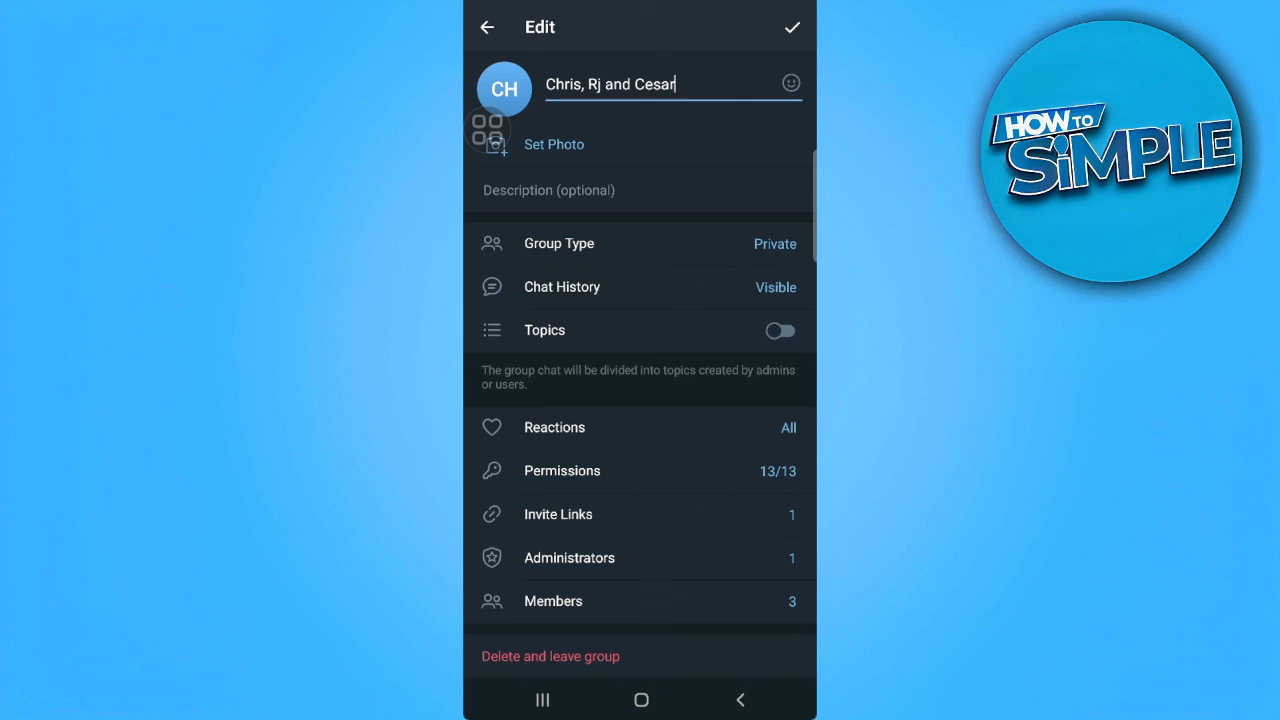 Edit
CH
Chris, Rj and Cesar
Set Photo
Description (optional)
Group Type Private
Chat History Visible
Topics
The group chat will be divided into topics created by admins
or users.
Reactions All
Permissions 13/13
Invite Links 1
Administrators 1
Members 3
Delete and leave group
HOW TO
SiMPLE